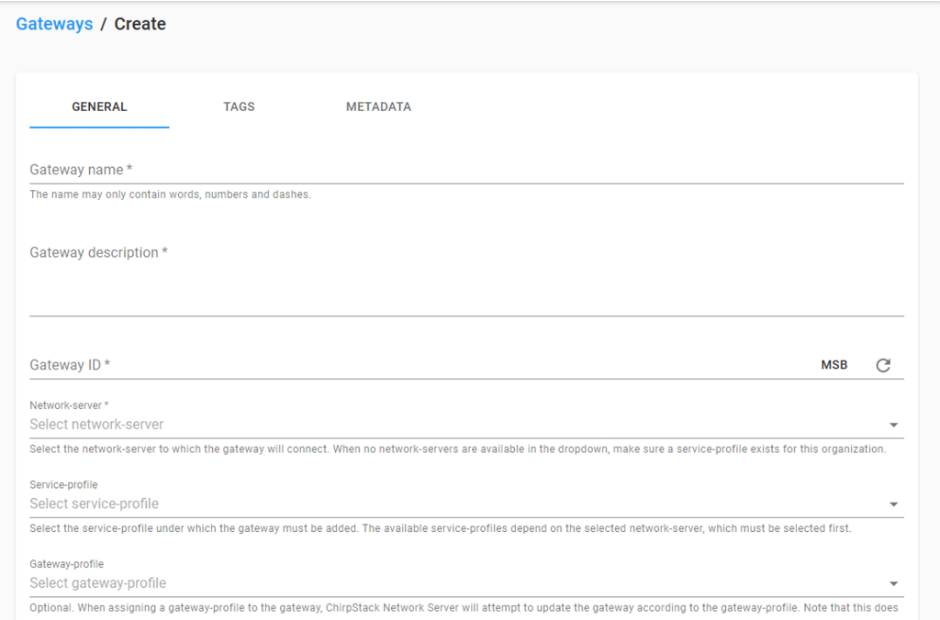 Gateways / Create
GENERAL TAGS METADATA
Gateway name *
The name may only contain words, numbers and dashes.
Gateway description *
Gateway ID * MSB
Network-server *
Select network-server
Select the network-server to which the gateway will connect. When no network-servers are available in the dropdown, make sure a service-profile exists for this organization.
Service-profile
Select service-profile
Select the service-profile under which the gateway must be added. The available service-profiles depend on the selected network-server, which must be selected first.
Gateway-profile
Select gateway-profile
Optional. When assigning a gateway-profile to the gateway, ChirpStack Network Server will attempt to update the gateway according to the gateway-profile. Note that this does